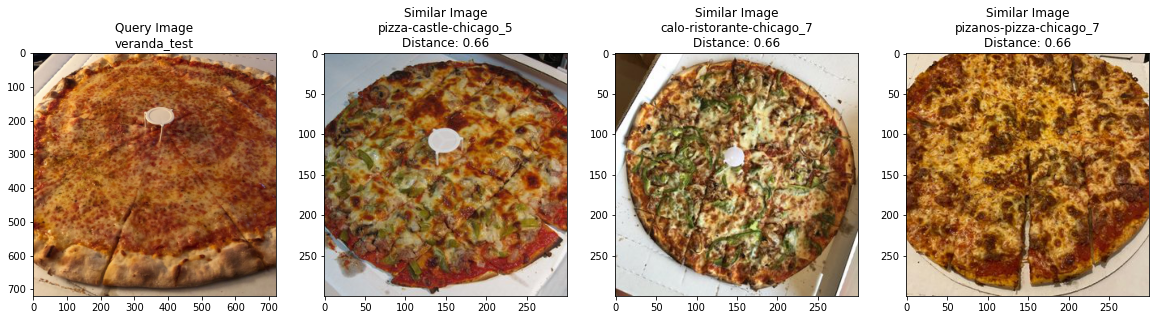 Query Image
veranda_test
0
100
200
300
400
500
600
700
0 100 200 300 400 500 600 700
Similar Image
pizza-castle-chicago_5
Distance: 0.66
0
50
100
150
200
250
0 50 100 150 200 250
Similar Image
calo-ristorante-chicago_7
Distance: 0.66
0
50
100
150
200
250
0 50 100 150 200 250
Similar Image
pizanos-pizza-chicago_7
Distance: 0.66
0
50
100
150
200
250
0 50 100 150 200 250